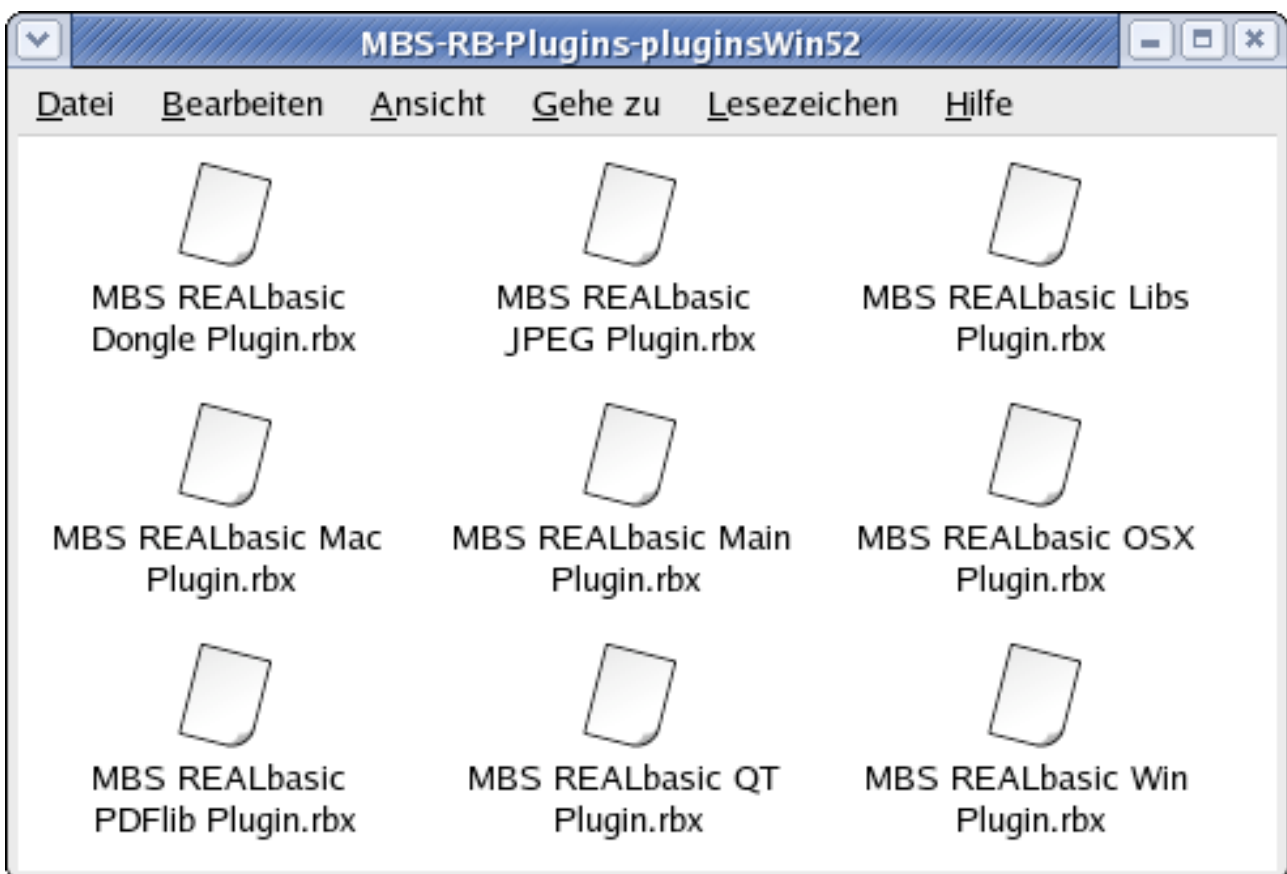 MBS-RB-Plugins-pluginsWin52
Datei Bearbeiten Ansicht Gehe zu Lesezeichen Hilfe
MBS REALbasic
Dongle Plugin.rbx
MBS REALbasic
JPEG Plugin.rbx
MBS REALbasic Libs
Plugin.rbx
MBS REALbasic Mac
Plugin.rbx
MBS REALbasic Main
Plugin.rbx
MBS REALbasic OSX
Plugin.rbx
MBS REALbasic
PDFlib Plugin.rbx
MBS REALbasic QT
Plugin.rbx
MBS REALbasic Win
Plugin.rbx